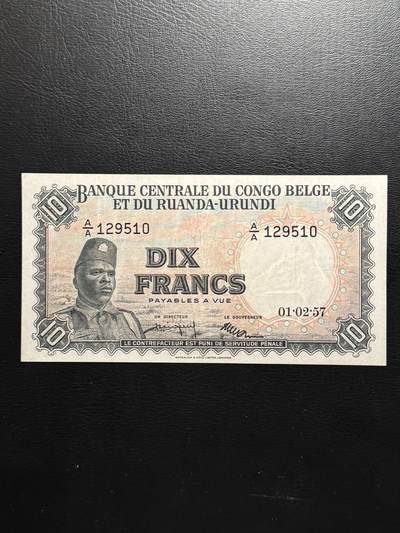 BANQUE CENTRALE DU CONGO BELGE
ET DU RUANDA-URUNDI
10 10
A/A 129510 A/A 129510
DIX
FRANCS
PAYABLES A VUE
UN DIRECTEUR LE GOUVERNEUR
01·02·57
10 10
LE CONTREFACTEUR EST PUNI DE SERVITUDE PÉNALE